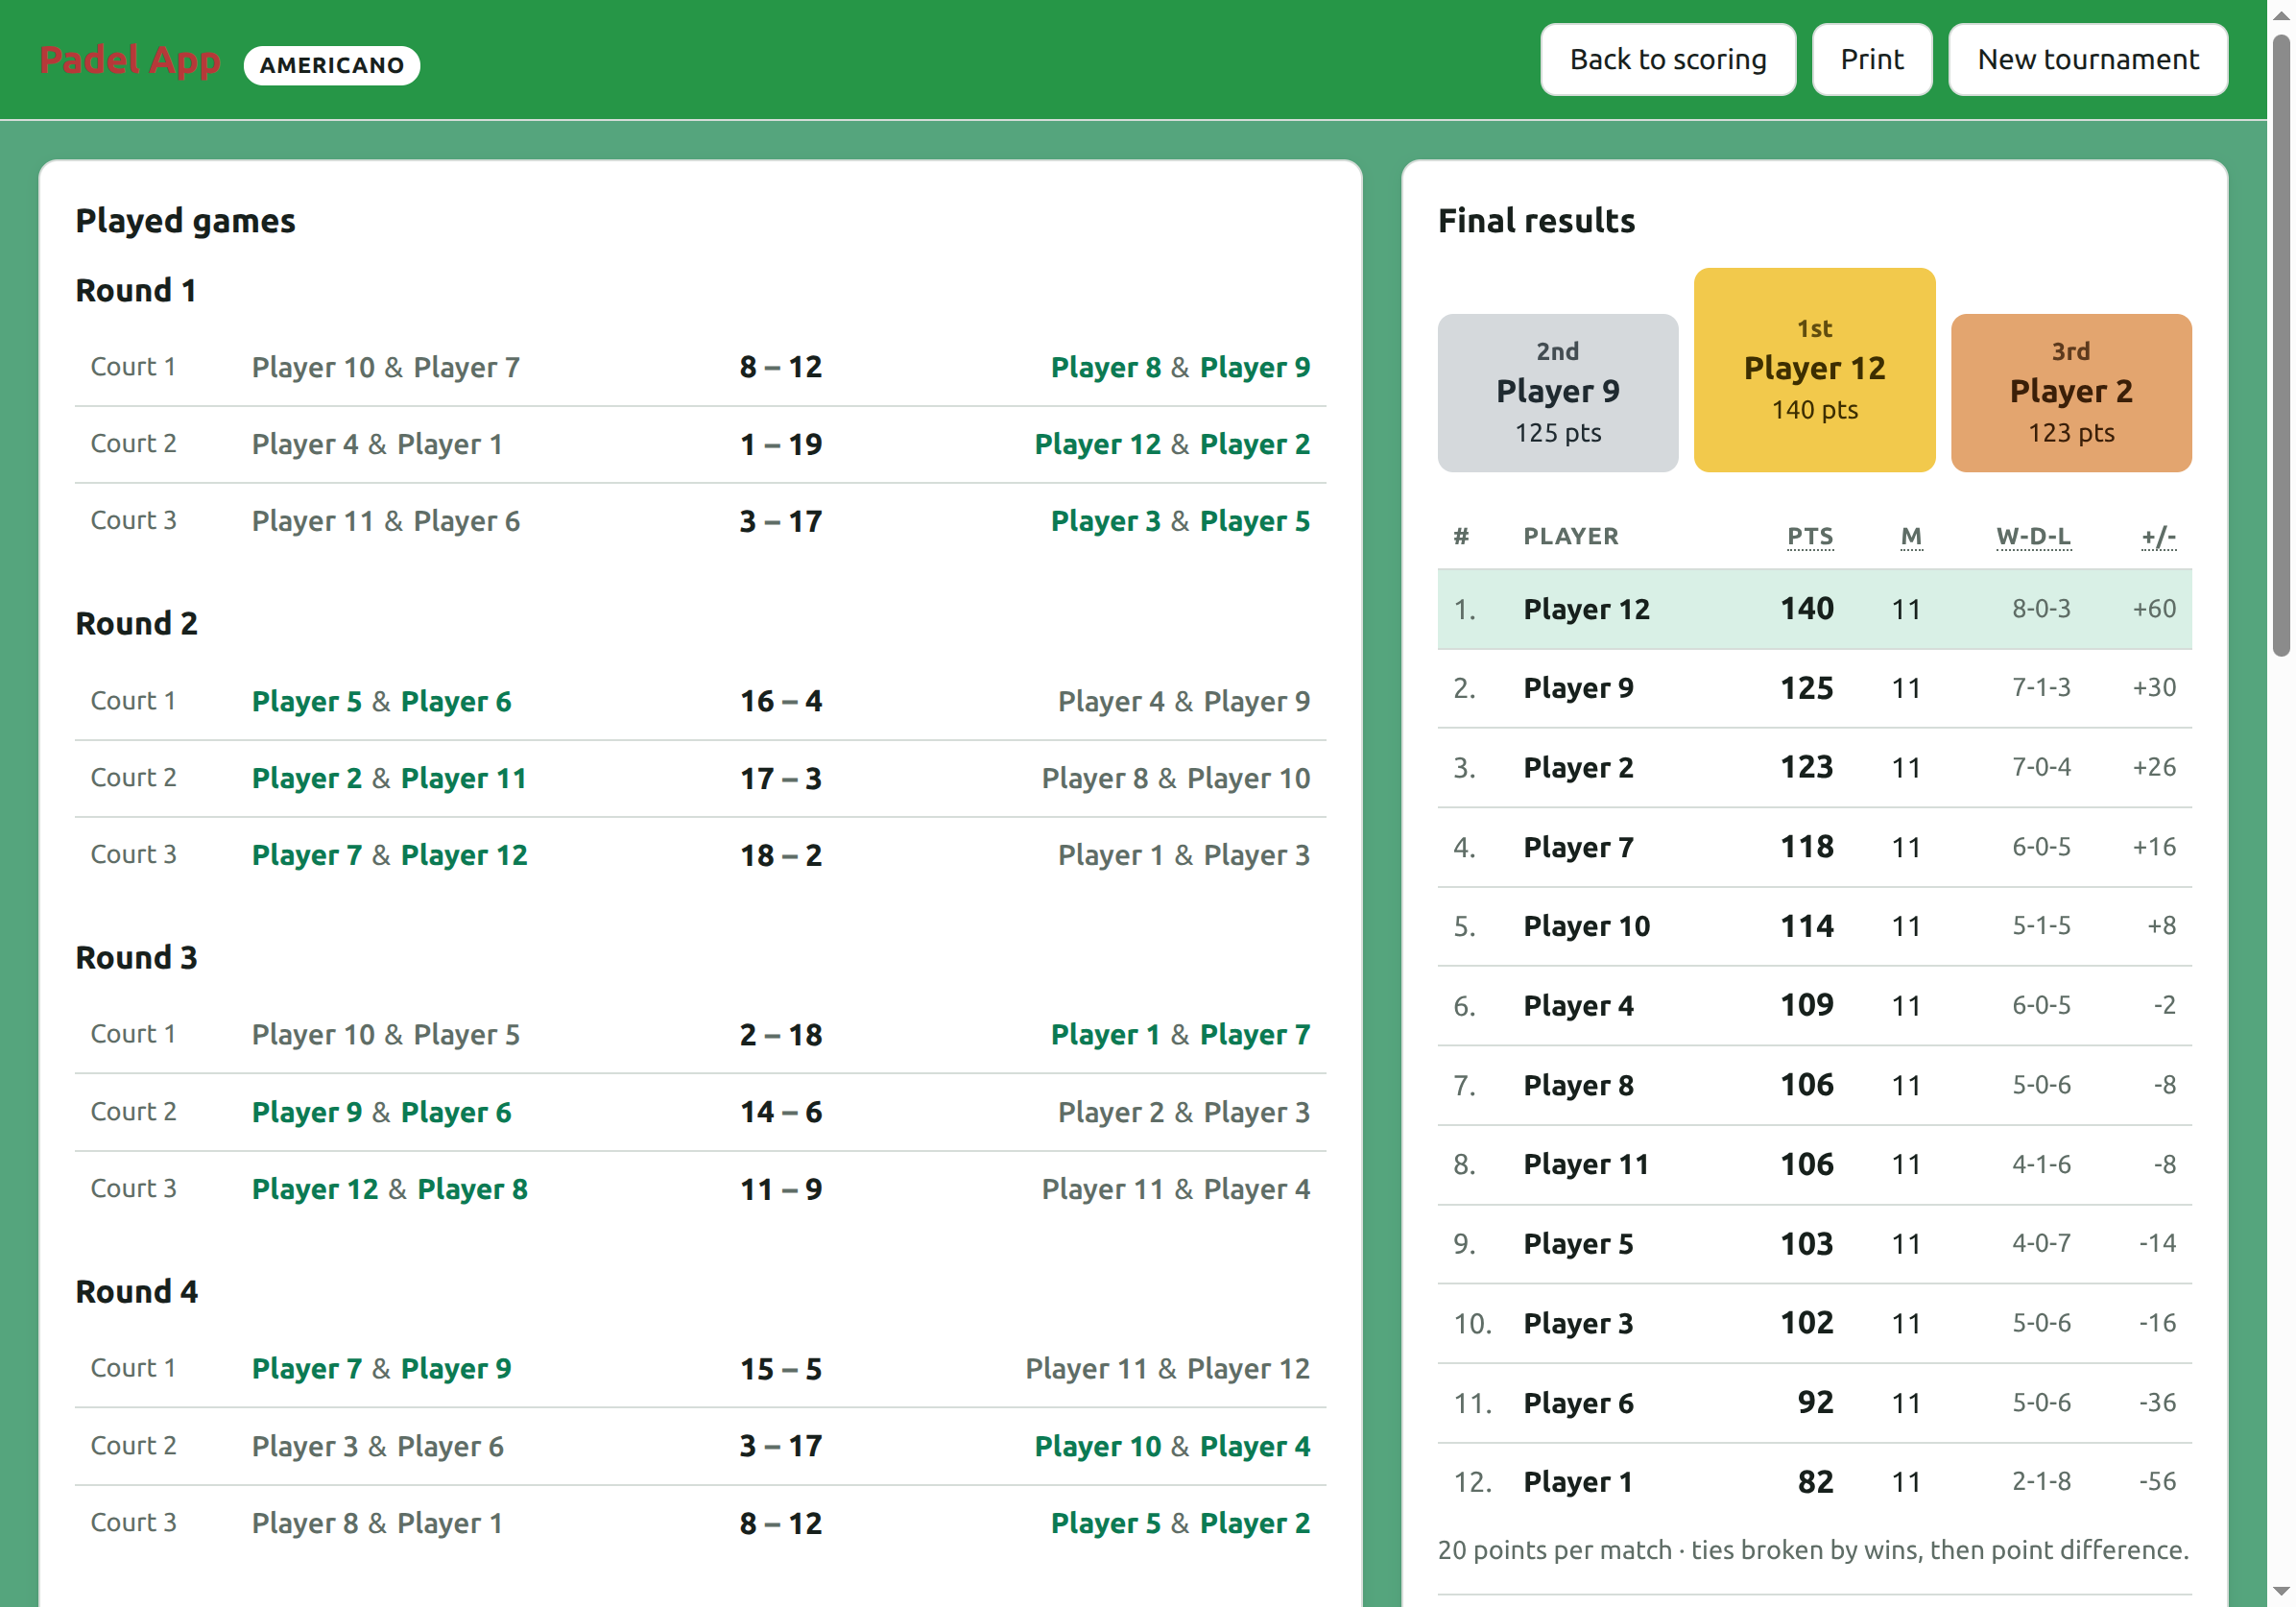 Padel App AMERICANO Back to scoring Print New tournament
Played games
Round 1
Court 1 Player 10 & Player 7 8 – 12 Player 8 & Player 9
Court 2 Player 4 & Player 1 1 – 19 Player 12 & Player 2
Court 3 Player 11 & Player 6 3 – 17 Player 3 & Player 5
Round 2
Court 1 Player 5 & Player 6 16 – 4 Player 4 & Player 9
Court 2 Player 2 & Player 11 17 – 3 Player 8 & Player 10
Court 3 Player 7 & Player 12 18 – 2 Player 1 & Player 3
Round 3
Court 1 Player 10 & Player 5 2 – 18 Player 1 & Player 7
Court 2 Player 9 & Player 6 14 – 6 Player 2 & Player 3
Court 3 Player 12 & Player 8 11 – 9 Player 11 & Player 4
Round 4
Court 1 Player 7 & Player 9 15 – 5 Player 11 & Player 12
Court 2 Player 3 & Player 6 3 – 17 Player 10 & Player 4
Court 3 Player 8 & Player 1 8 – 12 Player 5 & Player 2
Final results
2nd
Player 9
125 pts
1st
Player 12
140 pts
3rd
Player 2
123 pts
# PLAYER PTS M W-D-L +/-
1. Player 12 140 11 8-0-3 +60
2. Player 9 125 11 7-1-3 +30
3. Player 2 123 11 7-0-4 +26
4. Player 7 118 11 6-0-5 +16
5. Player 10 114 11 5-1-5 +8
6. Player 4 109 11 6-0-5 -2
7. Player 8 106 11 5-0-6 -8
8. Player 11 106 11 4-1-6 -8
9. Player 5 103 11 4-0-7 -14
10. Player 3 102 11 5-0-6 -16
11. Player 6 92 11 5-0-6 -36
12. Player 1 82 11 2-1-8 -56
20 points per match · ties broken by wins, then point difference.